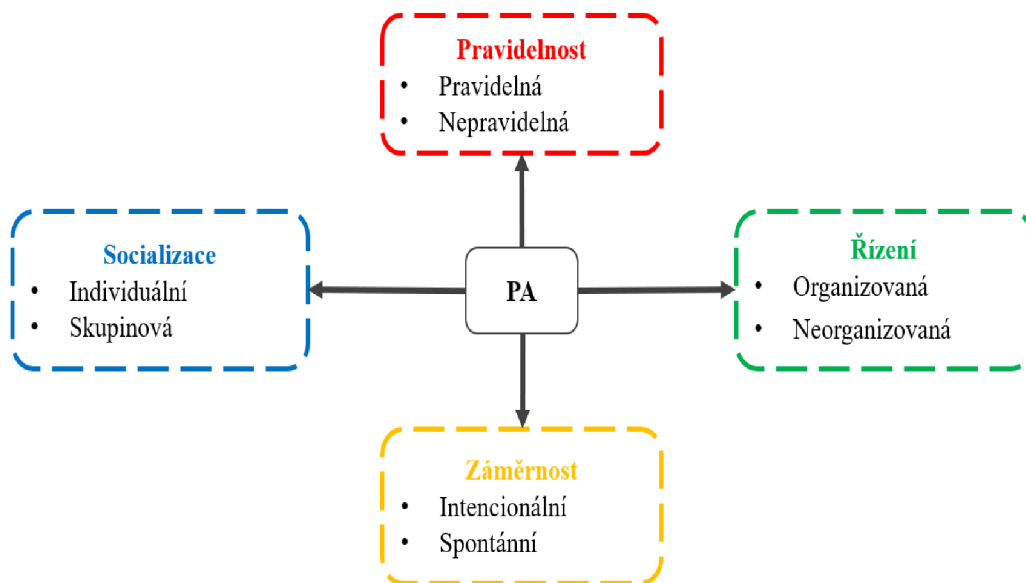 Pravidelnost
• Pravidelná
• Nepravidelná
Socializace
• Individuální
• Skupinová
PA
Řízení
• Organizovaná
• Neorganizovaná
Záměrnost
• Intencionální
• Spontánní